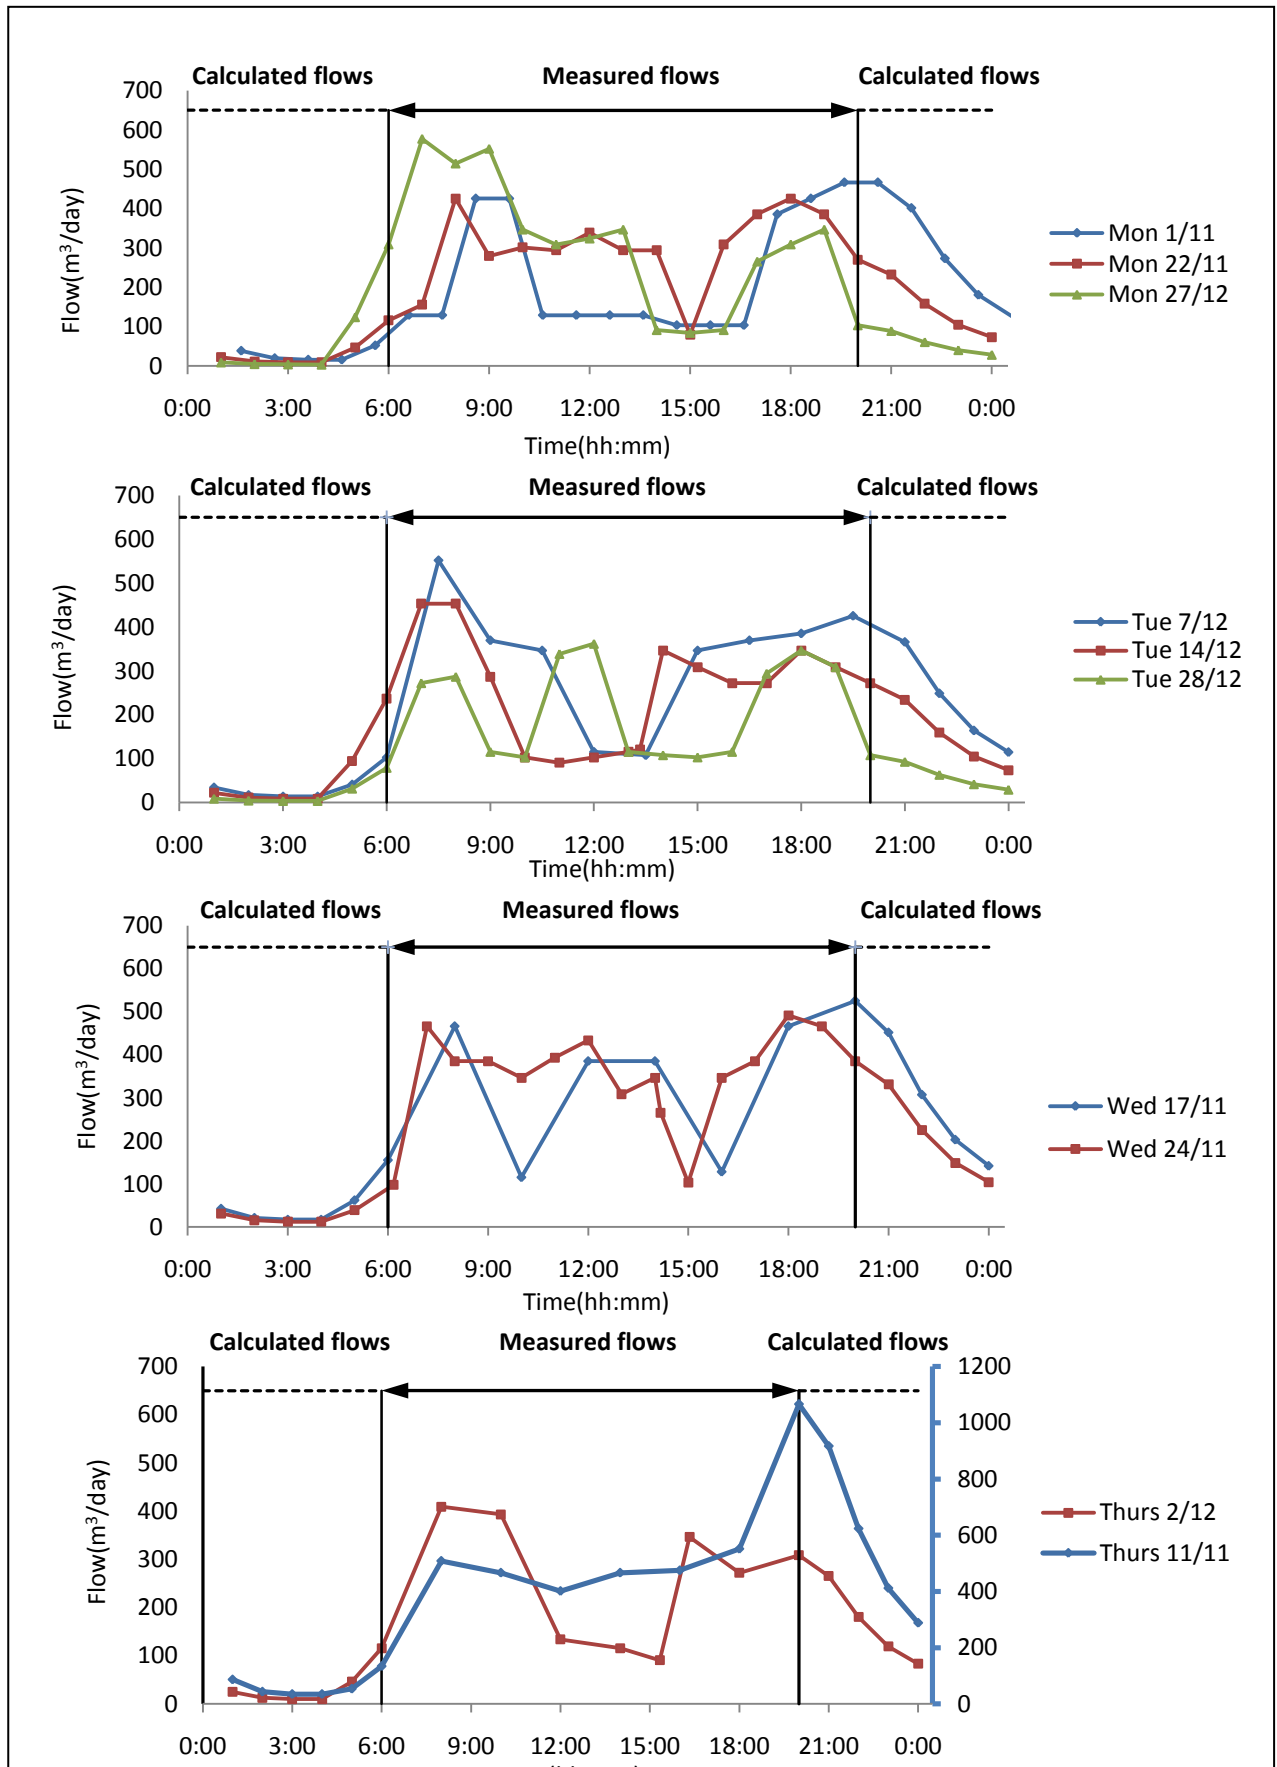 Calculated flows Measured flows Calculated flows
700
600
500
400
300
200
100
0
Flow(m³/day)
0:00 3:00 6:00 9:00 12:00 15:00 18:00 21:00 0:00
Time(hh:mm)
Mon 1/11
Mon 22/11
Mon 27/12
Calculated flows Measured flows Calculated flows
700
600
500
400
300
200
100
0
Flow(m³/day)
0:00 3:00 6:00 9:00 12:00 15:00 18:00 21:00 0:00
Time(hh:mm)
Tue 7/12
Tue 14/12
Tue 28/12
Calculated flows Measured flows Calculated flows
700
600
500
400
300
200
100
0
Flow(m³/day)
0:00 3:00 6:00 9:00 12:00 15:00 18:00 21:00 0:00
Time(hh:mm)
Wed 17/11
Wed 24/11
Calculated flows Measured flows Calculated flows
700
600
500
400
300
200
100
0
Flow(m³/day)
1200
1000
800
600
400
200
0
0:00 3:00 6:00 9:00 12:00 15:00 18:00 21:00 0:00
Thurs 2/12
Thurs 11/11